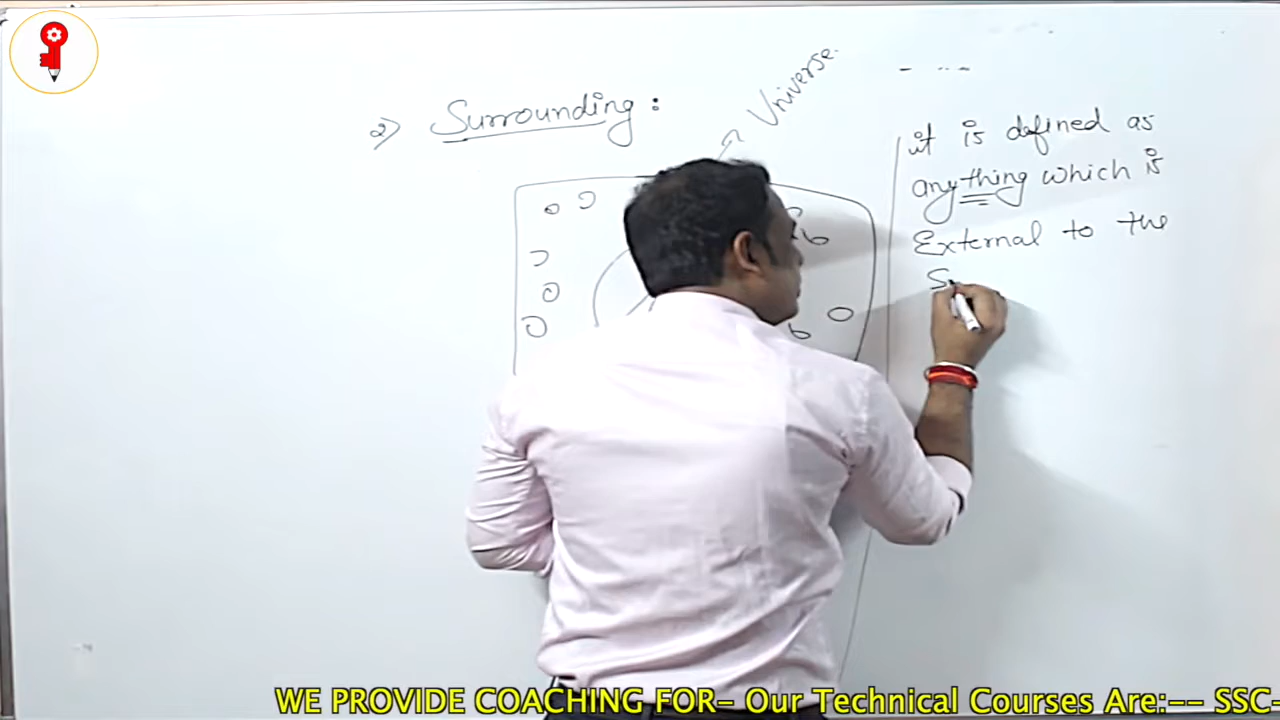 2) Surrounding :
Universe.
it is defined as
anything which is
External to the
S
WE PROVIDE COACHING FOR- Our Technical Courses Are:-- SSC-